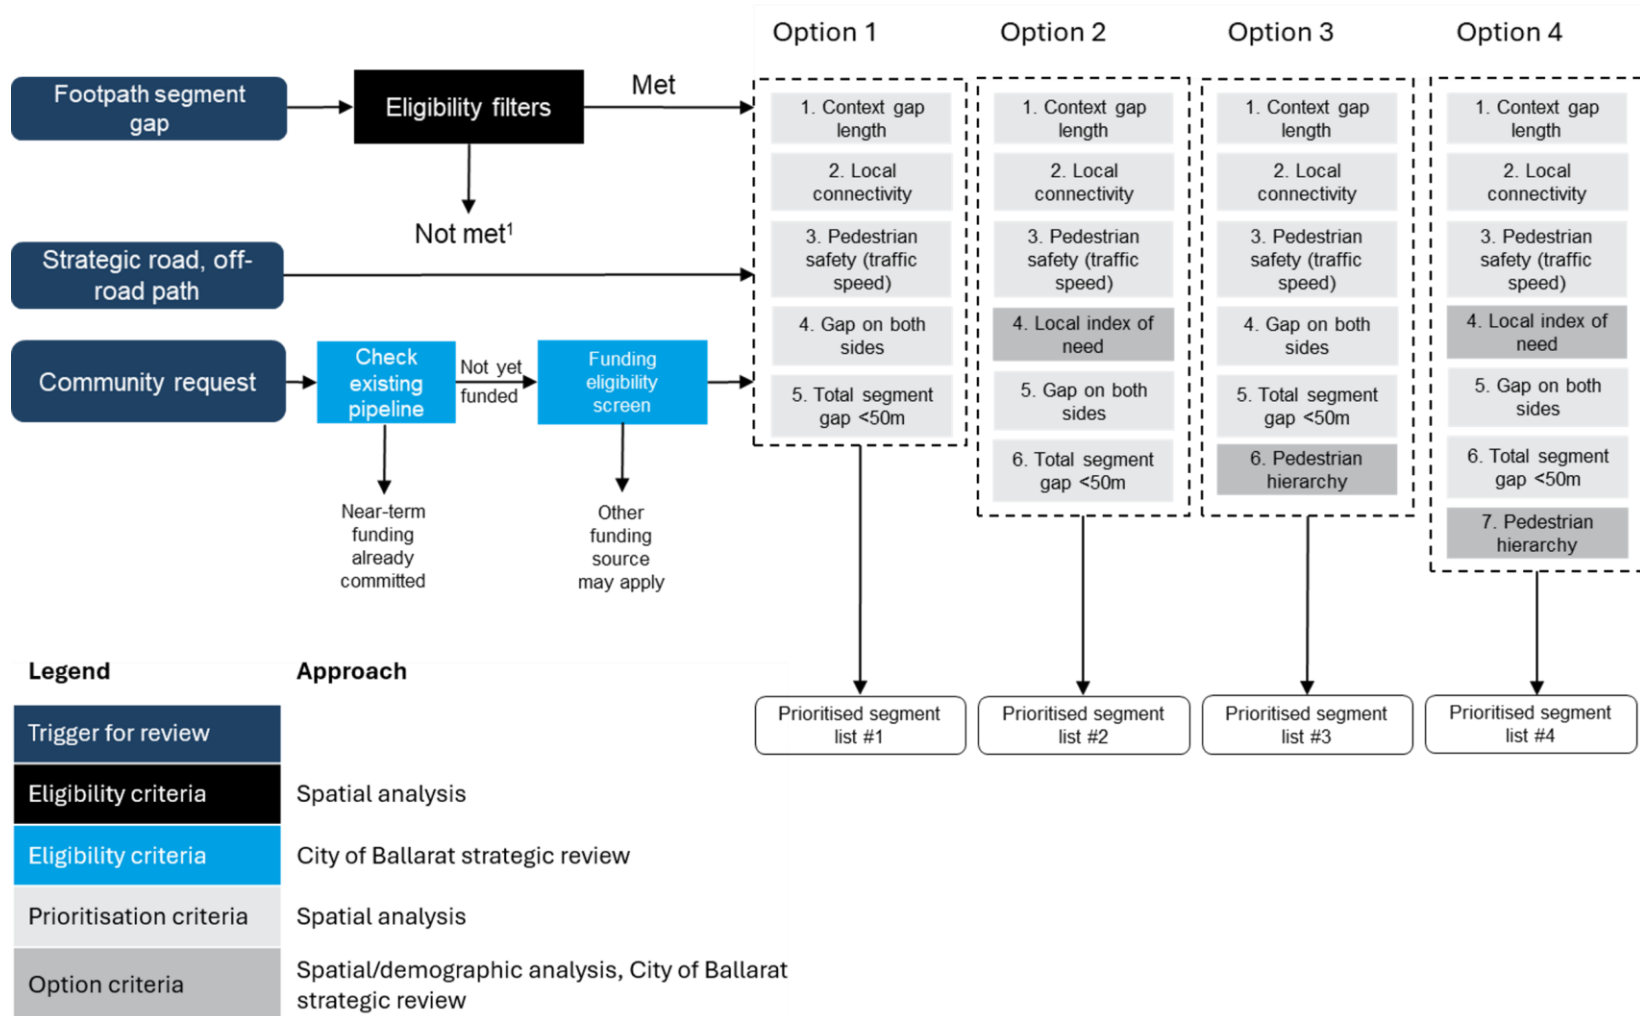 Option 1
Option 2
Option 3
Option 4
Footpath segment
gap
Eligibility filters
Met
Not met¹
Strategic road, off-
road path
Community request
Check
existing
pipeline
Not yet
funded
Funding
eligibility
screen
Near-term
funding
already
committed
Other
funding
source
may apply
1. Context gap
length
2. Local
connectivity
3. Pedestrian
safety (traffic
speed)
4. Gap on both
sides
5. Total segment
gap <50m
1. Context gap
length
2. Local
connectivity
3. Pedestrian
safety (traffic
speed)
4. Local index of
need
5. Gap on both
sides
6. Total segment
gap <50m
1. Context gap
length
2. Local
connectivity
3. Pedestrian
safety (traffic
speed)
4. Gap on both
sides
5. Total segment
gap <50m
6. Pedestrian
hierarchy
1. Context gap
length
2. Local
connectivity
3. Pedestrian
safety (traffic
speed)
4. Local index of
need
5. Gap on both
sides
6. Total segment
gap <50m
7. Pedestrian
hierarchy
Prioritised segment
list #1
Prioritised segment
list #2
Prioritised segment
list #3
Prioritised segment
list #4
Legend
Approach
Trigger for review
Eligibility criteria
Spatial analysis
Eligibility criteria
City of Ballarat strategic review
Prioritisation criteria
Spatial analysis
Option criteria
Spatial/demographic analysis, City of Ballarat
strategic review